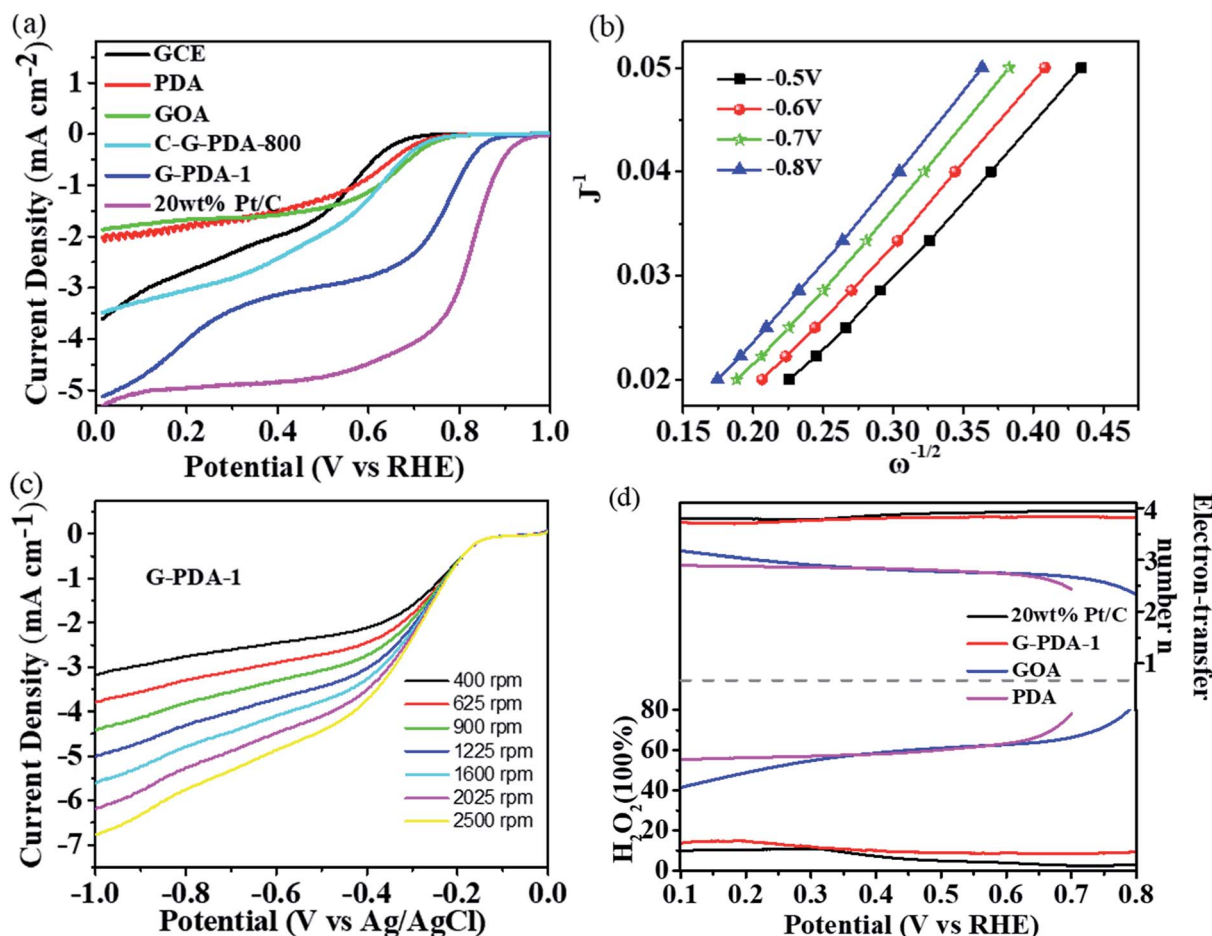 (a)
GCE
PDA
GOA
C-G-PDA-800
G-PDA-1
20wt% Pt/C
1
0
-1
-2
-3
-4
-5
Current Density (mA cm⁻²)
0.0 0.2 0.4 0.6 0.8 1.0
Potential (V vs RHE)
(b)
-0.5V
-0.6V
-0.7V
-0.8V
0.05
0.04
0.03
0.02
J⁻¹
0.15 0.20 0.25 0.30 0.35 0.40 0.45
ω⁻¹/²
(c)
G-PDA-1
0
-1
-2
-3
-4
-5
-6
-7
Current Density (mA cm⁻¹)
400 rpm
625 rpm
900 rpm
1225 rpm
1600 rpm
2025 rpm
2500 rpm
-1.0 -0.8 -0.6 -0.4 -0.2 0.0
Potential (V vs Ag/AgCl)
(d)
4
3
2
1
Electron-transfer
number n
20wt% Pt/C
G-PDA-1
GOA
PDA
80
60
40
20
0
H₂O₂(100%)
0.1 0.2 0.3 0.4 0.5 0.6 0.7 0.8
Potential (V vs RHE)